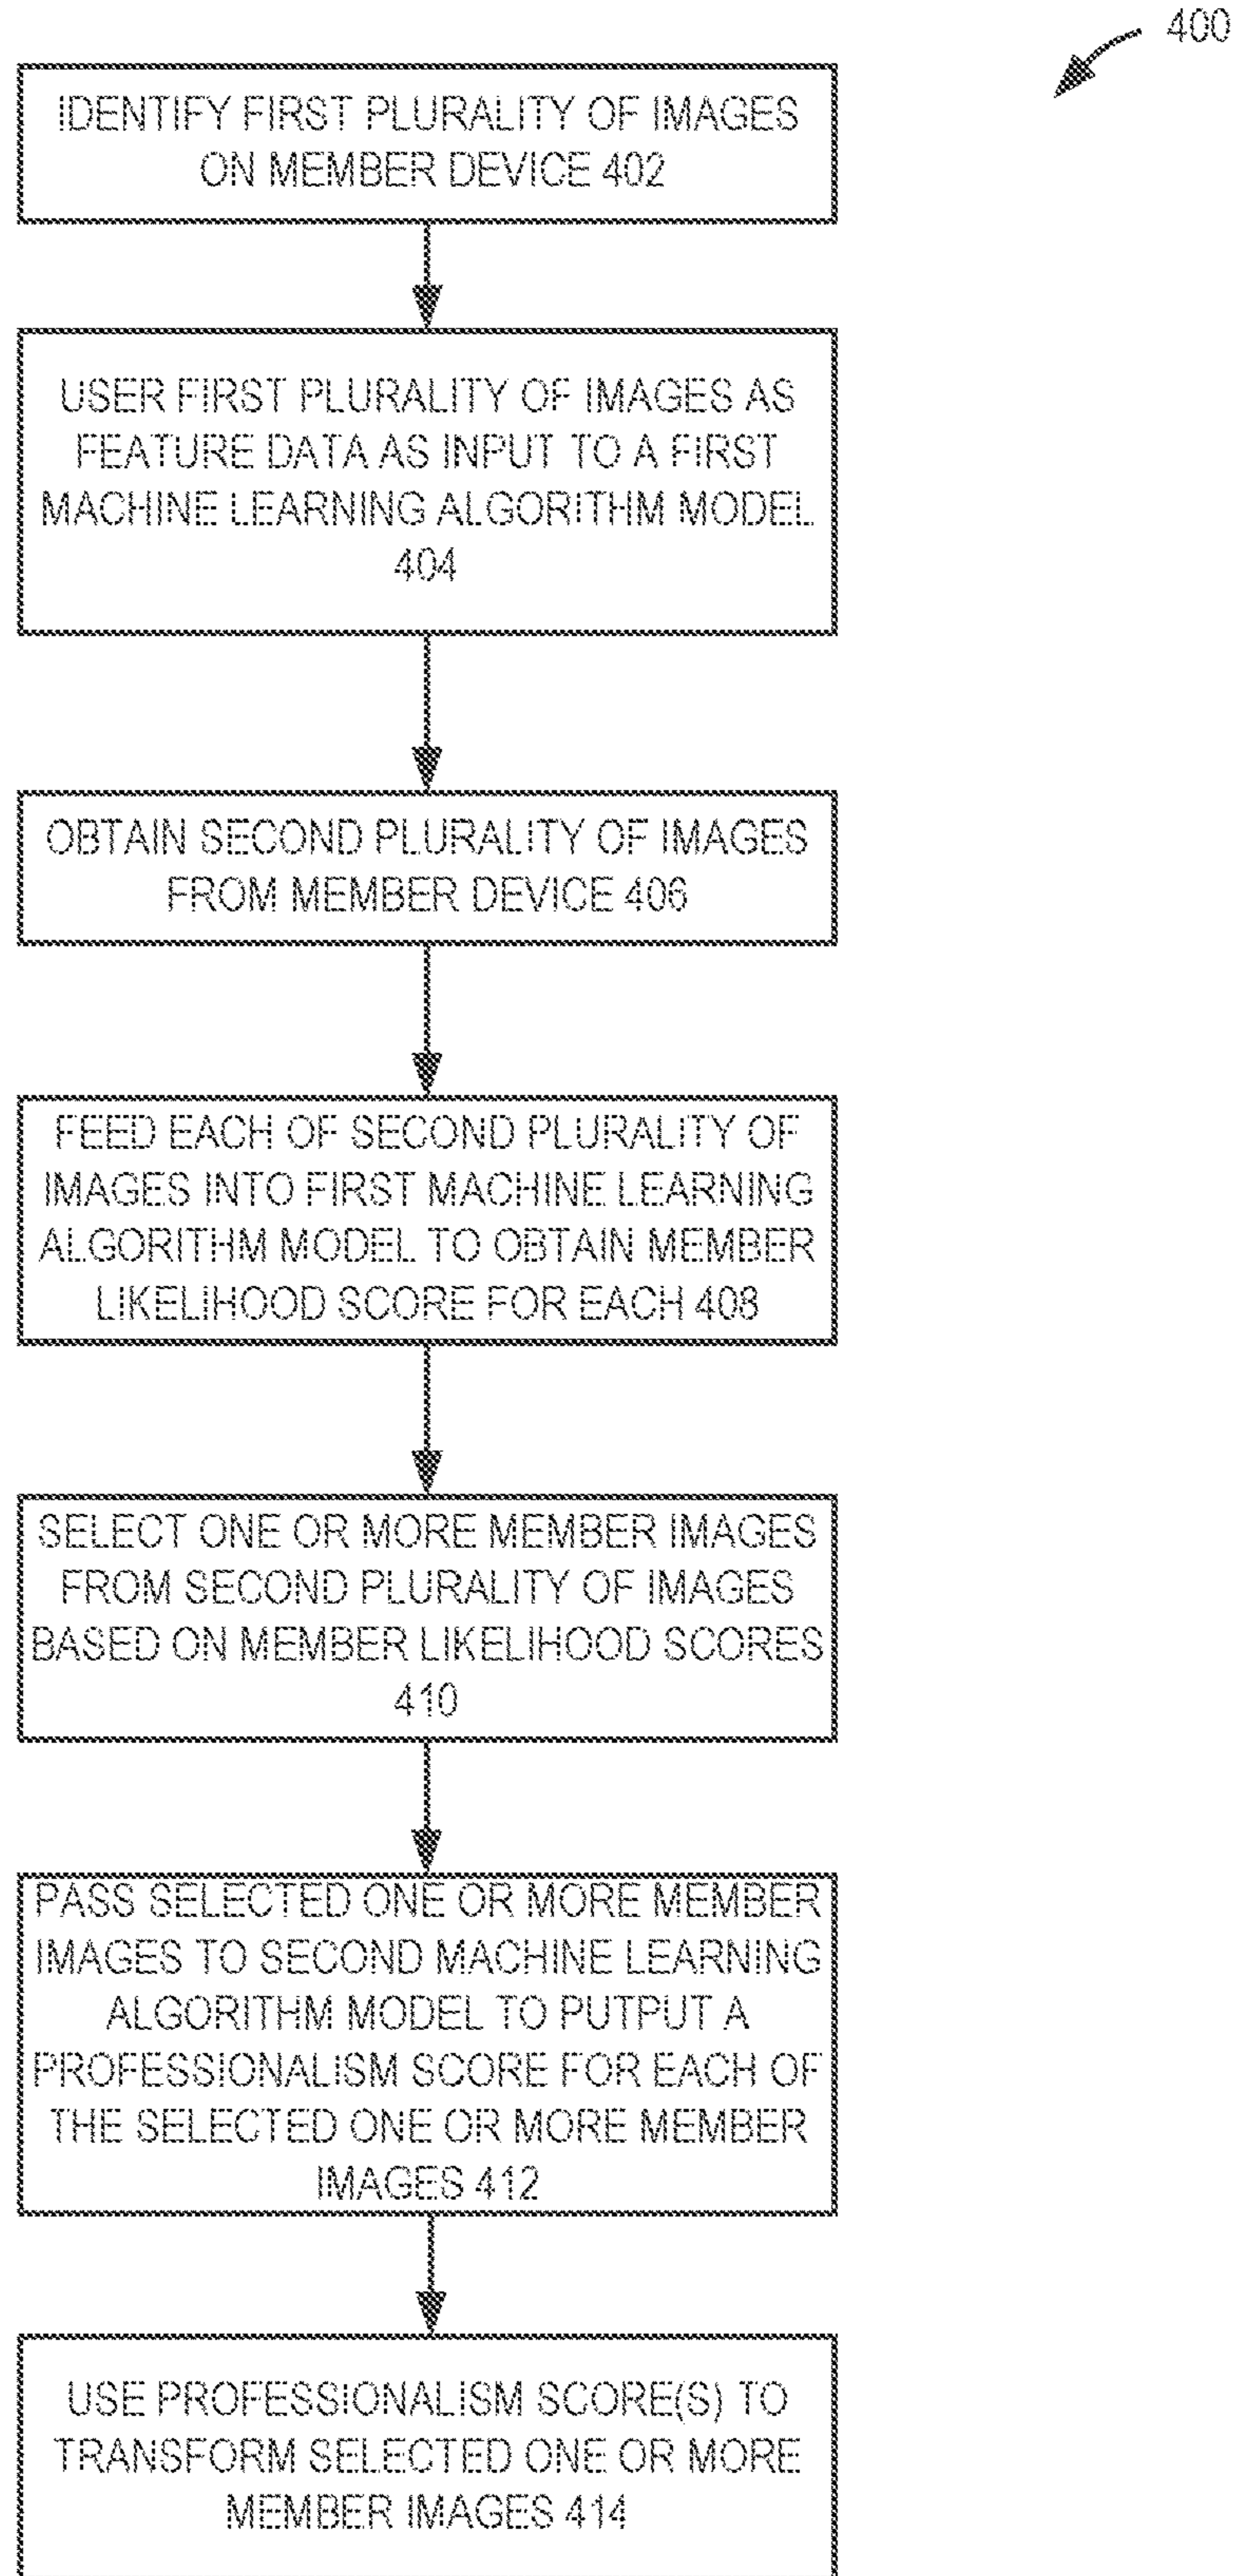 400
IDENTIFY FIRST PLURALITY OF IMAGES
ON MEMBER DEVICE 402
USER FIRST PLURALITY OF IMAGES AS
FEATURE DATA AS INPUT TO A FIRST
MACHINE LEARNING ALGORITHM MODEL
404
OBTAIN SECOND PLURALITY OF IMAGES
FROM MEMBER DEVICE 406
FEED EACH OF SECOND PLURALITY OF
IMAGES INTO FIRST MACHINE LEARNING
ALGORITHM MODEL TO OBTAIN MEMBER
LIKELIHOOD SCORE FOR EACH 408
SELECT ONE OR MORE MEMBER IMAGES
FROM SECOND PLURALITY OF IMAGES
BASED ON MEMBER LIKELIHOOD SCORES
410
PASS SELECTED ONE OR MORE MEMBER
IMAGES TO SECOND MACHINE LEARNING
ALGORITHM MODEL TO PUTPUT A
PROFESSIONALISM SCORE FOR EACH OF
THE SELECTED ONE OR MORE MEMBER
IMAGES 412
USE PROFESSIONALISM SCORE(S) TO
TRANSFORM SELECTED ONE OR MORE
MEMBER IMAGES 414